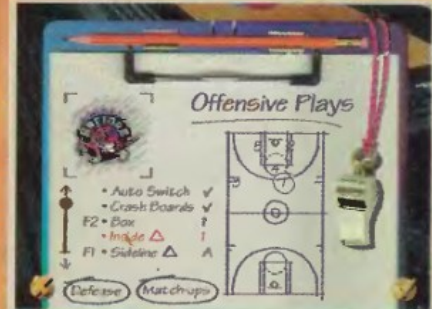 Offensive Plays
• Auto Switch √
• Crash Boards √
F2 • Box
• Inside △
F1 • Sideline △ A
Defense Matchups